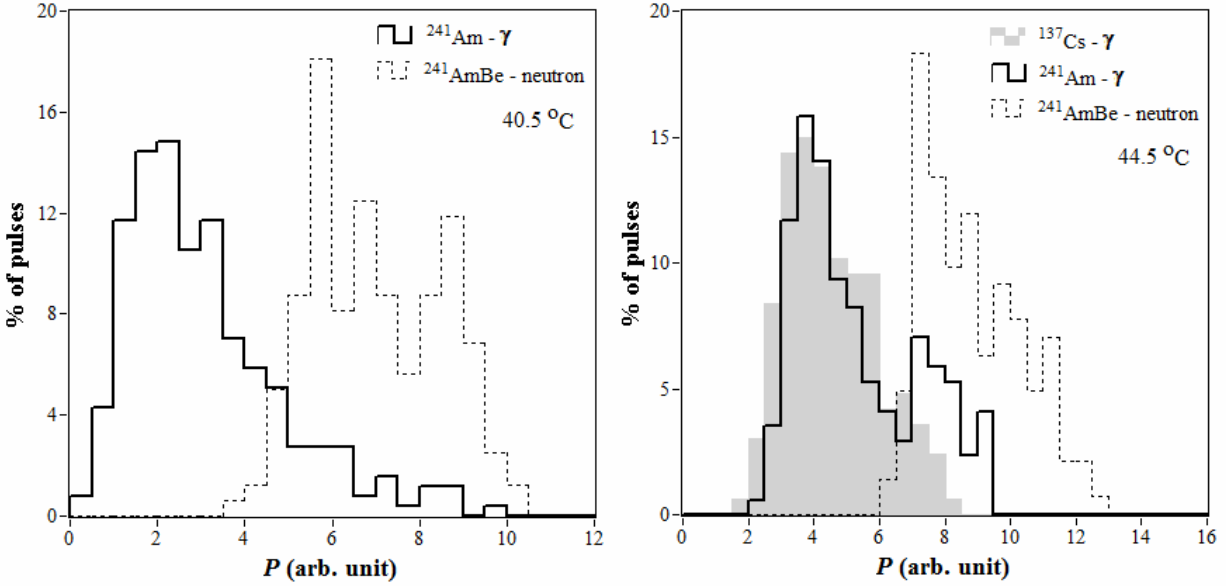 20
16
12
8
4
0
% of pulses
²⁴¹Am - γ
²⁴¹AmBe - neutron
40.5 °C
0 2 4 6 8 10 12
P (arb. unit)
20
15
10
5
0
% of pulses
¹³⁷Cs - γ
²⁴¹Am - γ
²⁴¹AmBe - neutron
44.5 °C
0 2 4 6 8 10 12 14 16
P (arb. unit)